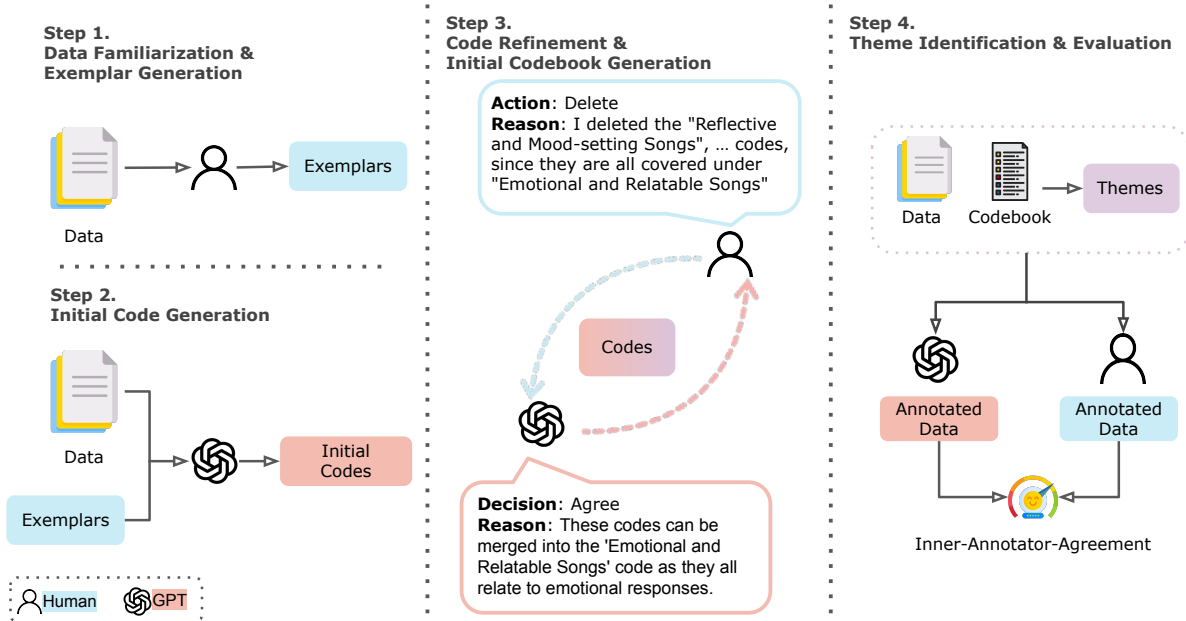 Step 1.
Data Familiarization &
Exemplar Generation
Data
Exemplars
Step 2.
Initial Code Generation
Data
Exemplars
Initial
Codes
Human
GPT
Step 3.
Code Refinement &
Initial Codebook Generation
Action: Delete
Reason: I deleted the "Reflective
and Mood-setting Songs", ... codes,
since they are all covered under
"Emotional and Relatable Songs"
Codes
Decision: Agree
Reason: These codes can be
merged into the 'Emotional and
Relatable Songs' code as they all
relate to emotional responses.
Step 4.
Theme Identification & Evaluation
Data
Codebook
Themes
Annotated
Data
Annotated
Data
Inner-Annotator-Agreement